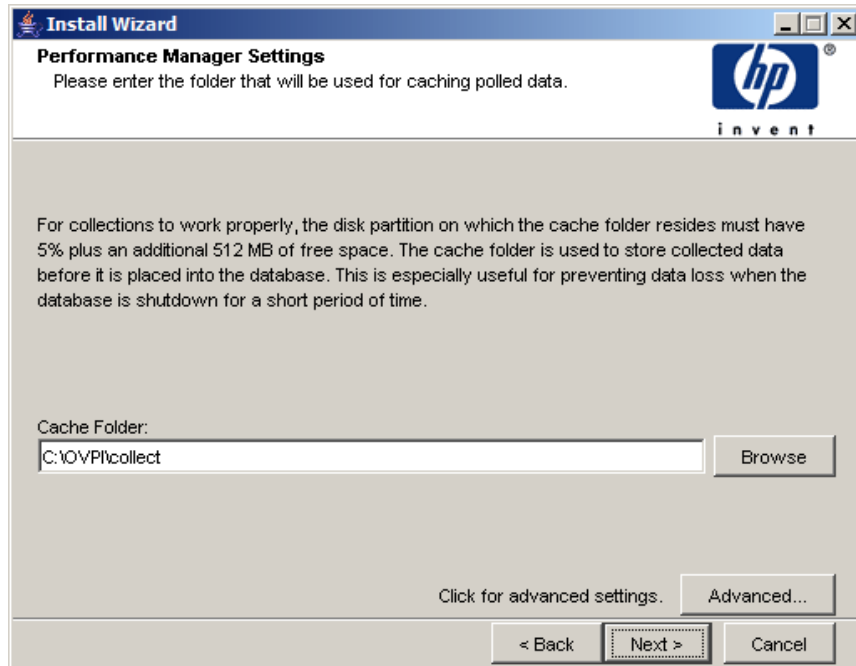 Install Wizard
Performance Manager Settings
Please enter the folder that will be used for caching polled data.
hp
®
invent
For collections to work properly, the disk partition on which the cache folder resides must have
5% plus an additional 512 MB of free space. The cache folder is used to store collected data
before it is placed into the database. This is especially useful for preventing data loss when the
database is shutdown for a short period of time.
Cache Folder:
C:\OVPI\collect
Browse
Click for advanced settings.
Advanced...
< Back
Next >
Cancel